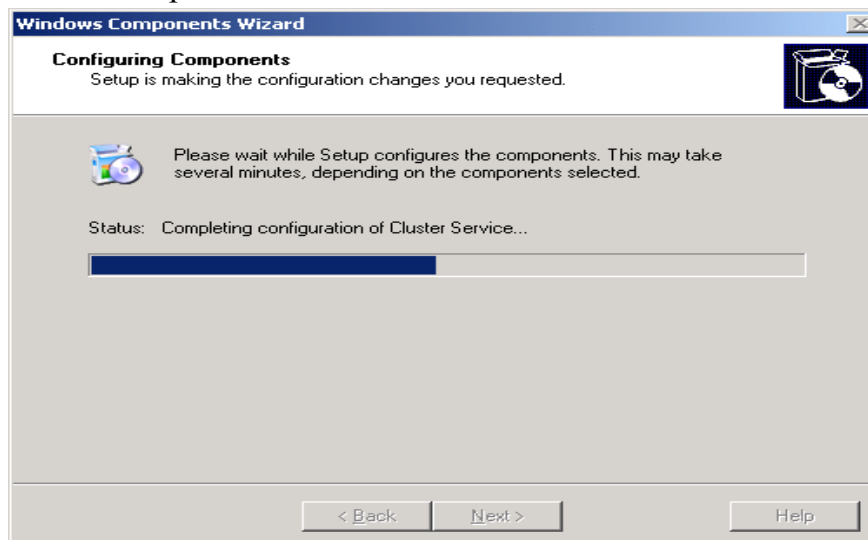 Windows Components Wizard
Configuring Components
Setup is making the configuration changes you requested.
Please wait while Setup configures the components. This may take
several minutes, depending on the components selected.
Status: Completing configuration of Cluster Service...
< Back Next > Help